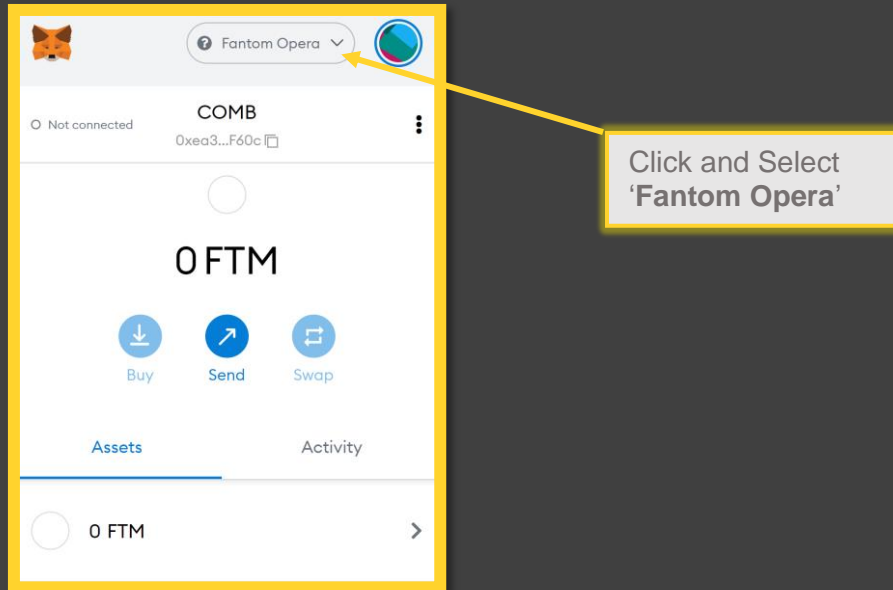 Fantom Opera
Not connected
COMB
0xea3...F60c
0 FTM
Buy
Send
Swap
Assets
Activity
0 FTM
Click and Select
‘Fantom Opera’